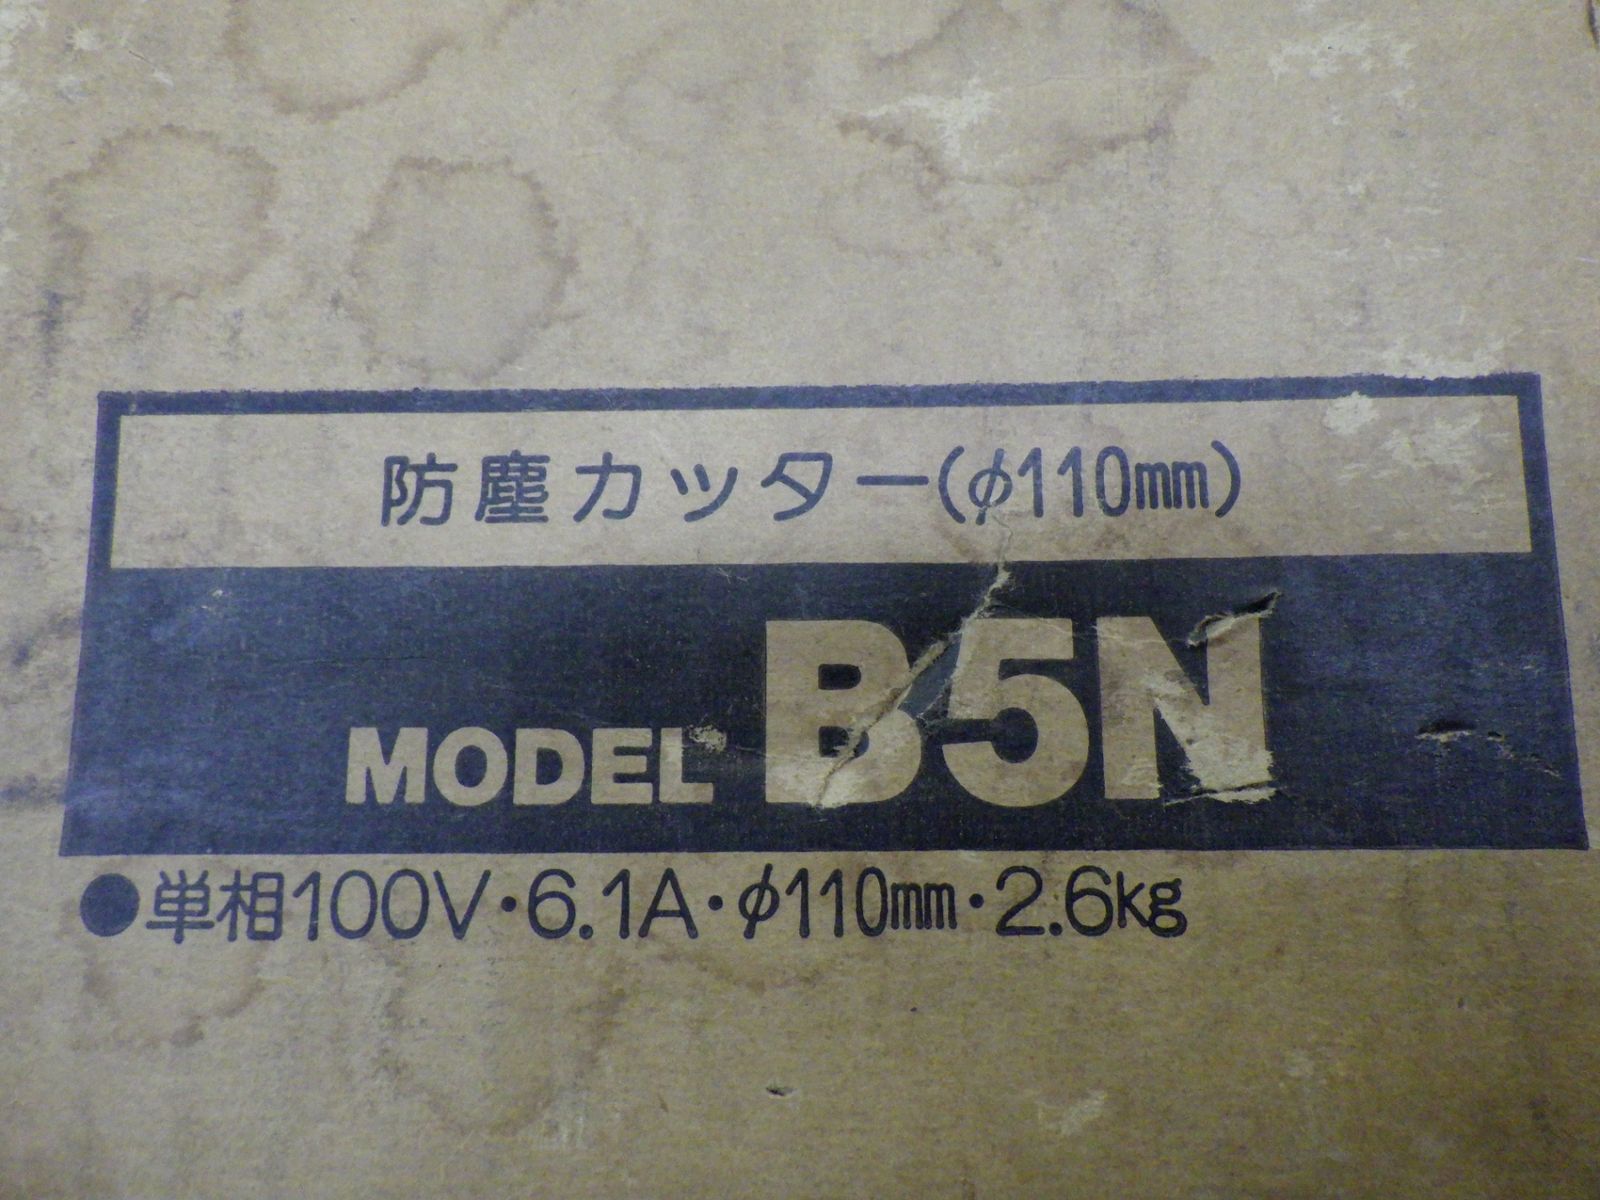 防塵カッター(φ110mm)
MODEL B5N
●単相100V・6.1A・φ110mm・2.6kg